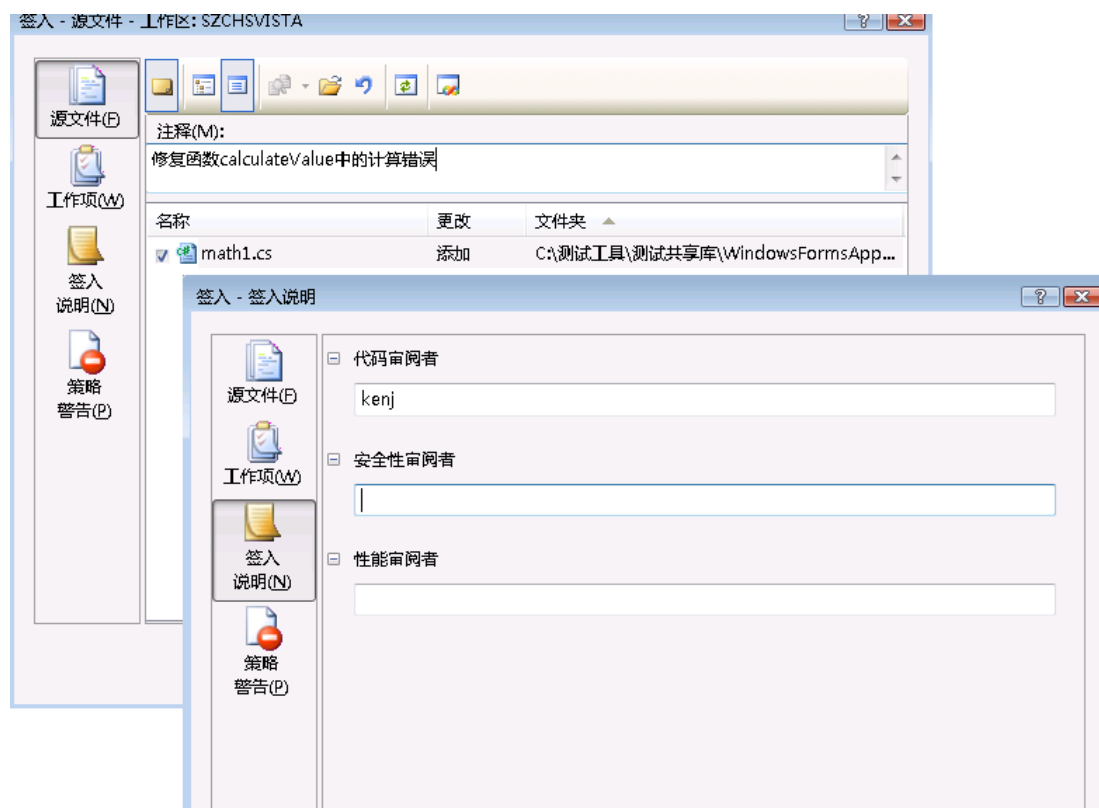 签入 - 源文件 - 工作区: SZCHSVISTA
源文件(F)
工作项(W)
签入
说明(N)
策略
警告(P)
注释(M):
修复函数calculateValue中的计算错误
名称 更改 文件夹
math1.cs 添加 C:\测试工具\测试共享库\WindowsFormsApp...
签入 - 签入说明
源文件(F)
工作项(W)
签入
说明(N)
策略
警告(P)
代码审阅者
kenj
安全性审阅者
性能审阅者